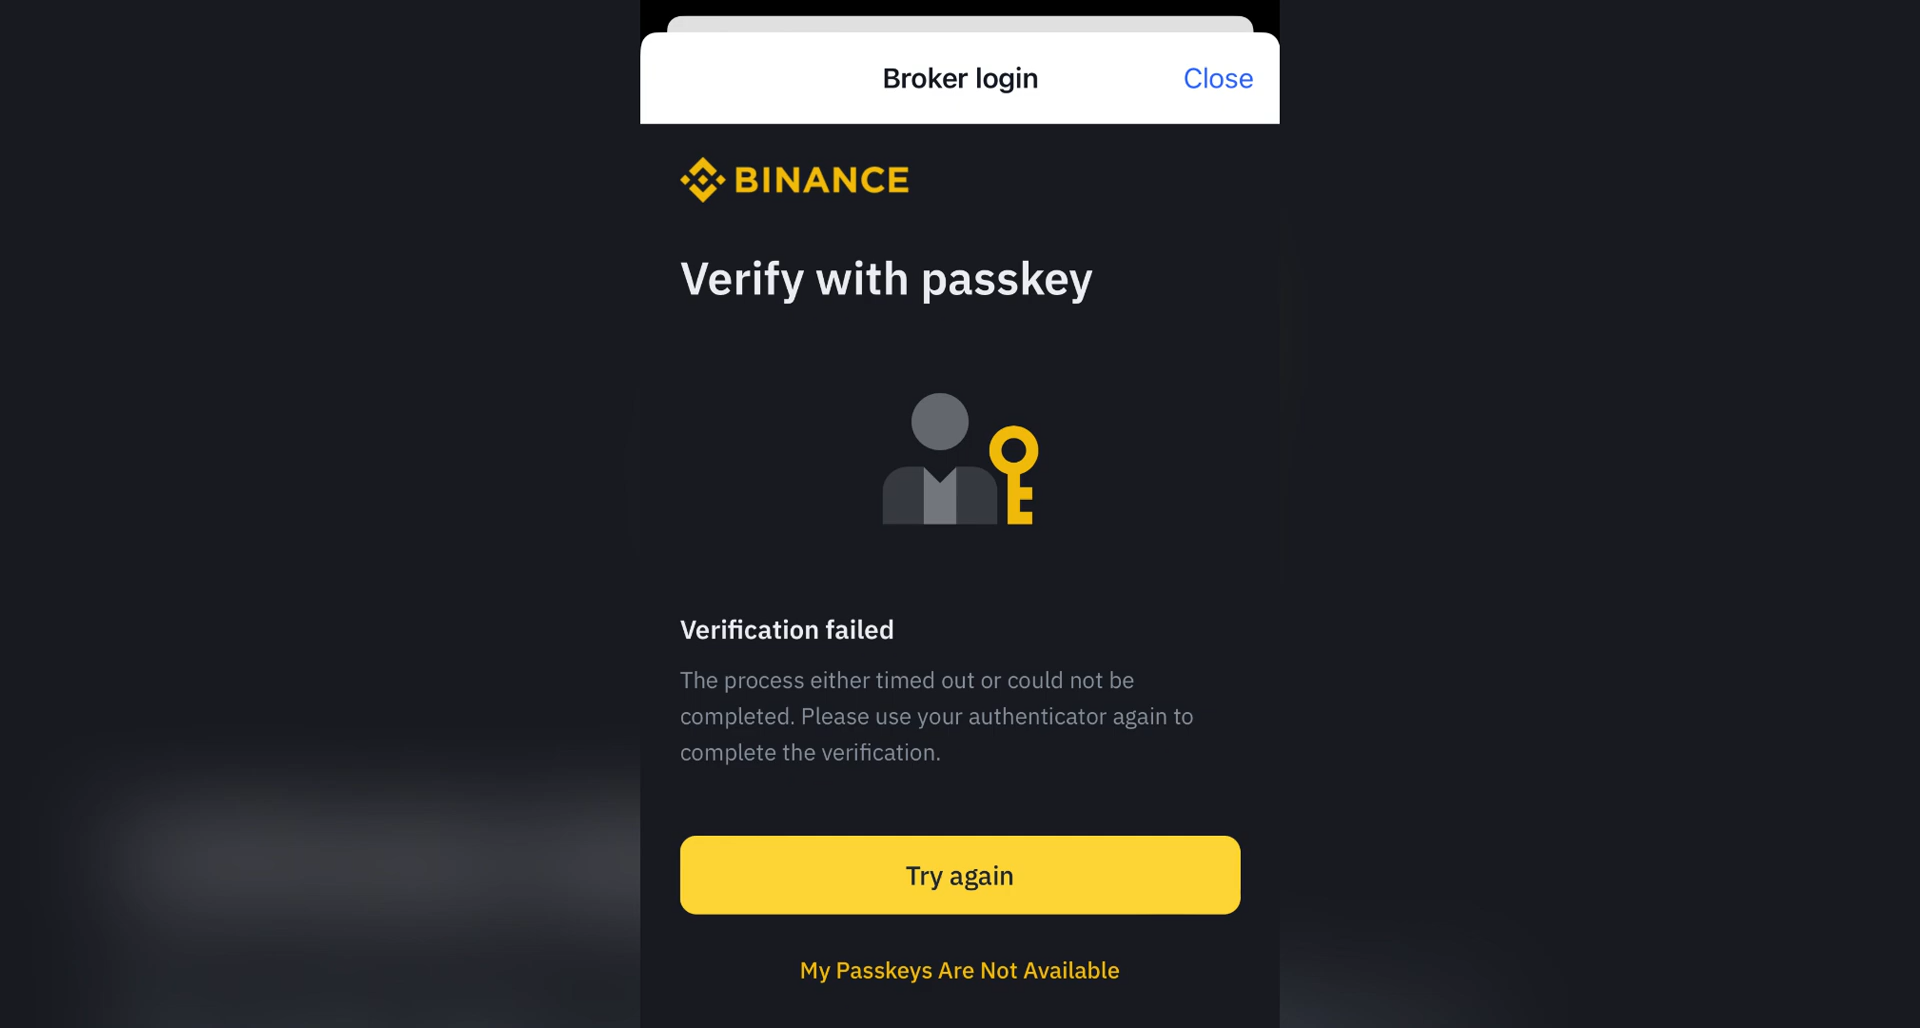 Broker login
Close
BINANCE
Verify with passkey
Verification failed
The process either timed out or could not be
completed. Please use your authenticator again to
complete the verification.
Try again
My Passkeys Are Not Available